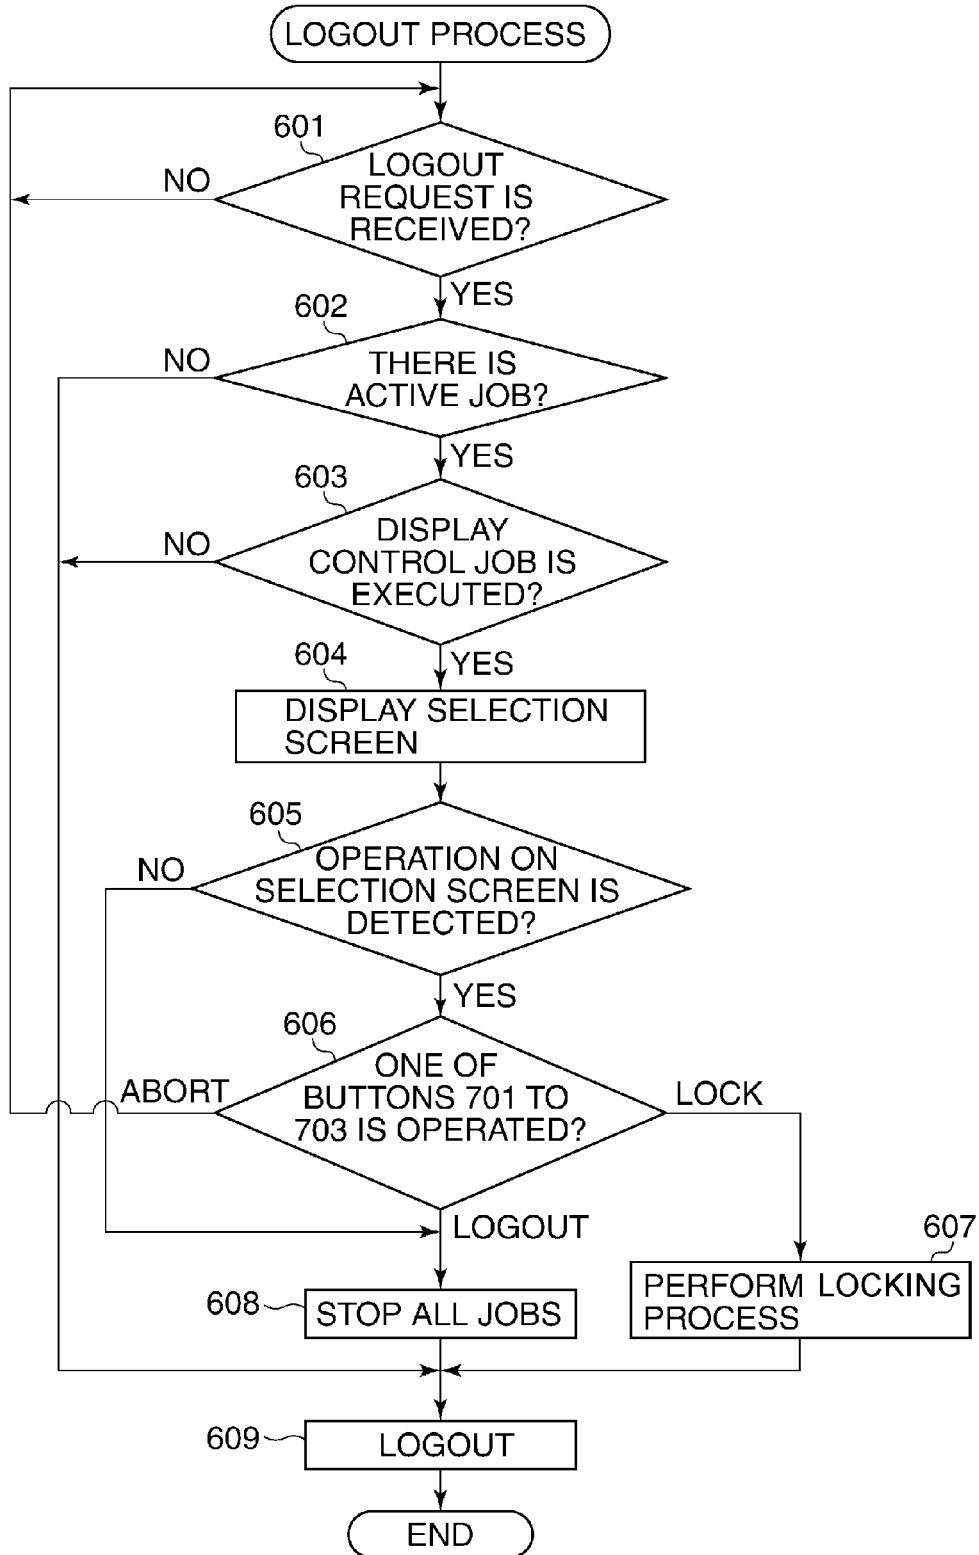 LOGOUT PROCESS
601
LOGOUT
REQUEST IS
RECEIVED?
NO
YES
602
THERE IS
ACTIVE JOB?
NO
YES
603
DISPLAY
CONTROL JOB IS
EXECUTED?
NO
YES
604
DISPLAY SELECTION
SCREEN
605
OPERATION ON
SELECTION SCREEN IS
DETECTED?
NO
YES
606
ONE OF
BUTTONS 701 TO
703 IS OPERATED?
ABORT
LOCK
LOGOUT
607
PERFORM LOCKING
PROCESS
608
STOP ALL JOBS
609
LOGOUT
END